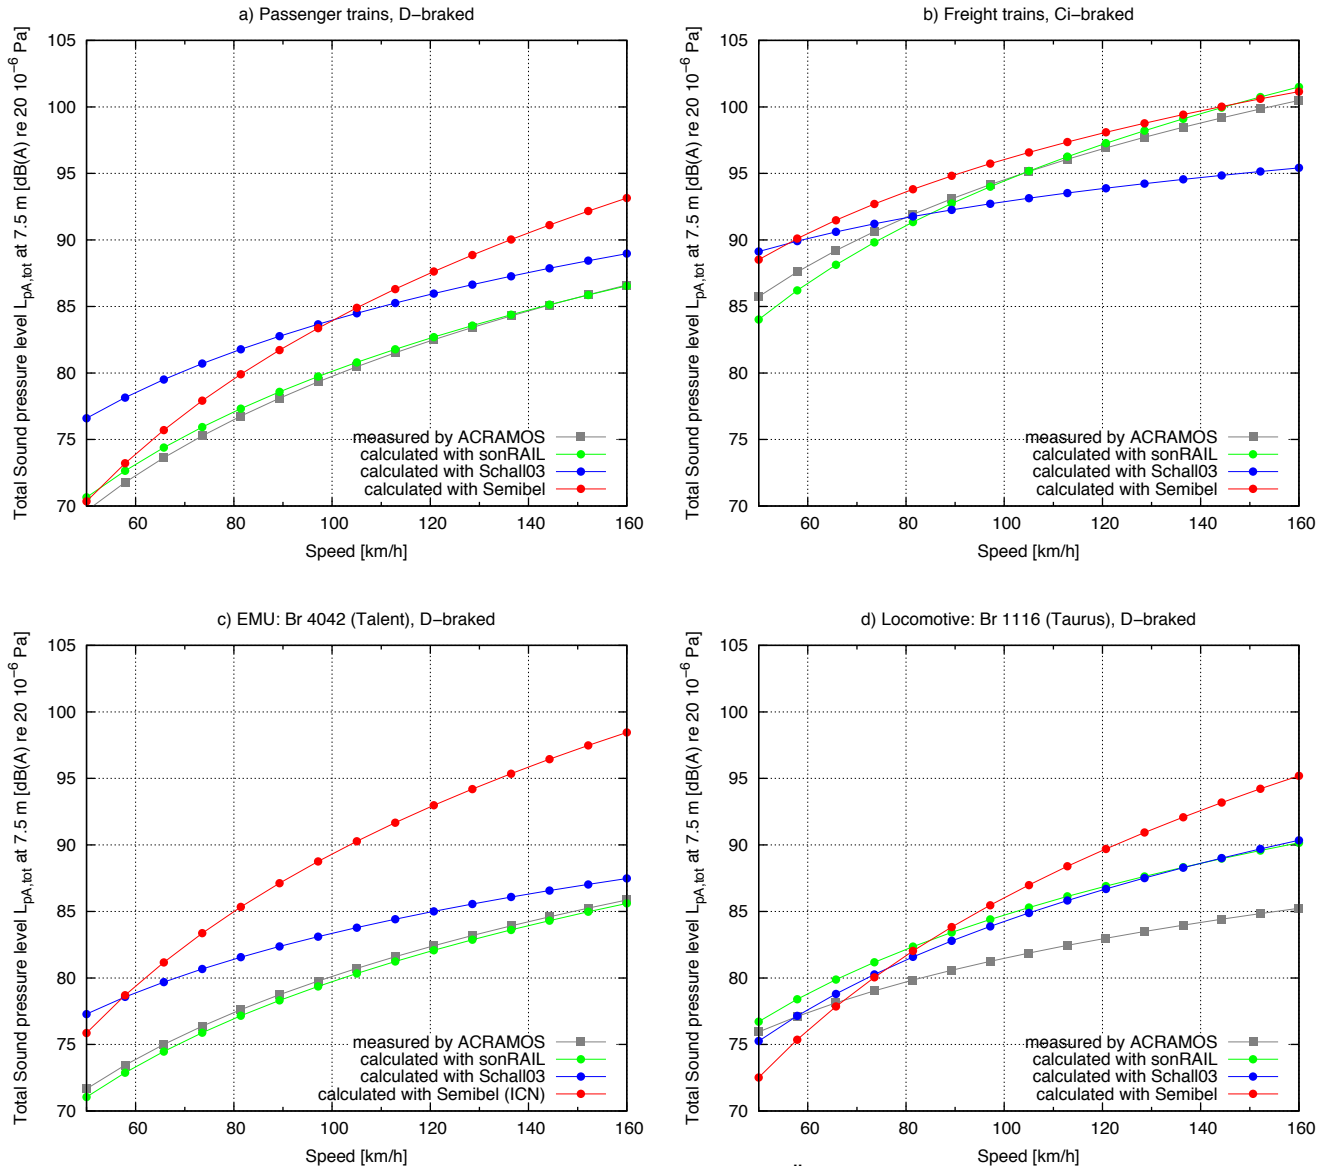 a) Passenger trains, D−braked
Total Sound pressure level LpA,tot at 7.5 m [dB(A) re 20 10−6 Pa]
105
100
95
90
85
80
75
70
60 80 100 120 140 160
Speed [km/h]
measured by ACRAMOS
calculated with sonRAIL
calculated with Schall03
calculated with Semibel
b) Freight trains, Ci−braked
Total Sound pressure level LpA,tot at 7.5 m [dB(A) re 20 10−6 Pa]
105
100
95
90
85
80
75
70
60 80 100 120 140 160
Speed [km/h]
measured by ACRAMOS
calculated with sonRAIL
calculated with Schall03
calculated with Semibel
c) EMU: Br 4042 (Talent), D−braked
Total Sound pressure level LpA,tot at 7.5 m [dB(A) re 20 10−6 Pa]
105
100
95
90
85
80
75
70
60 80 100 120 140 160
Speed [km/h]
measured by ACRAMOS
calculated with sonRAIL
calculated with Schall03
calculated with Semibel (ICN)
d) Locomotive: Br 1116 (Taurus), D−braked
Total Sound pressure level LpA,tot at 7.5 m [dB(A) re 20 10−6 Pa]
105
100
95
90
85
80
75
70
60 80 100 120 140 160
Speed [km/h]
measured by ACRAMOS
calculated with sonRAIL
calculated with Schall03
calculated with Semibel